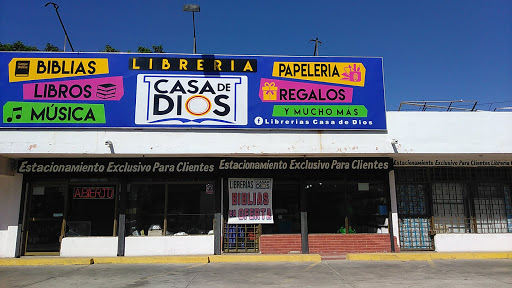 BIBLIAS
LIBROS
MÚSICA
LIBRERIA
CASA DE
DIOS
PAPELERIA
REGALOS
Y MUCHO MAS
Librerias Casa de Dios
Estacionamiento Exclusivo Para Clientes
Estacionamiento Exclusivo Para Clientes
Estacionamiento Exclusivo Para Clientes
ABIERTO
LIBRERÍAS
BIBLIAS
EN OFERTA